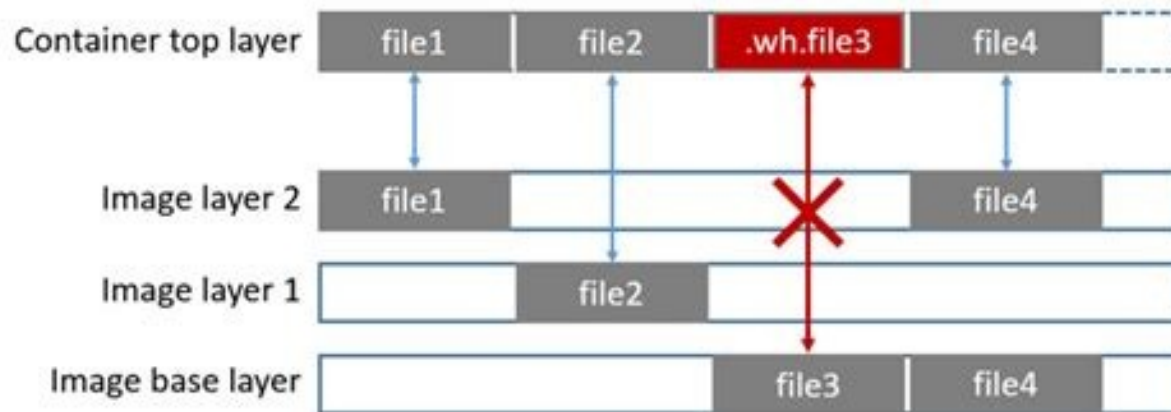 Container top layer file1 file2 .wh.file3 file4
Image layer 2 file1 file4
Image layer 1 file2
Image base layer file3 file4